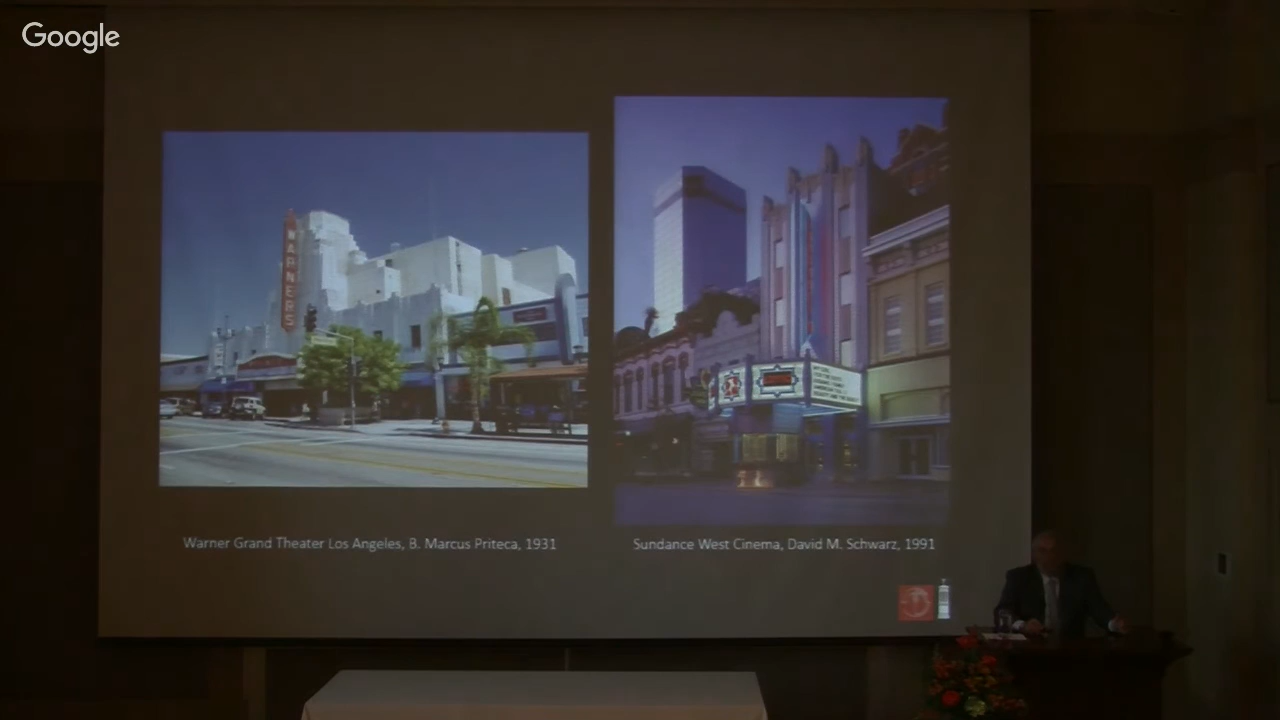 Google
WARNERS
Warner Grand Theater Los Angeles, B. Marcus Priteca, 1931
Sundance West Cinema, David M. Schwarz, 1991